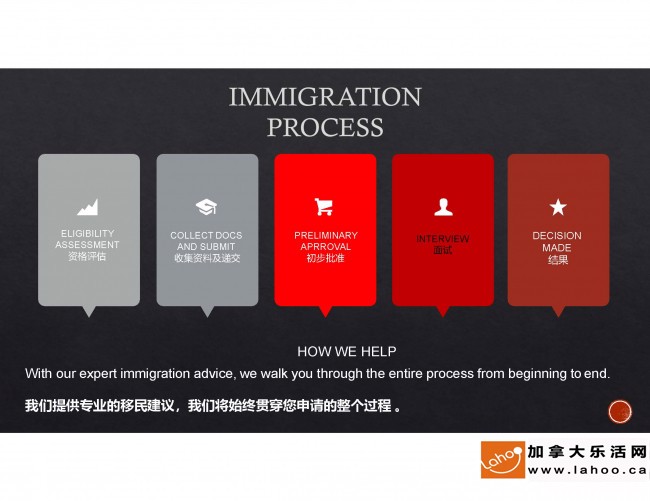 IMMIGRATION
PROCESS
ELIGIBILITY
ASSESSMENT
资格评估
COLLECT DOCS
AND SUBMIT
收集资料及递交
PRELIMINARY
APRROVAL
初步批准
INTERVIEW
面试
DECISION
MADE
结果
HOW WE HELP
With our expert immigration advice, we walk you through the entire process from beginning to end.
我们提供专业的移民建议，我们将始终贯穿您申请的整个过程 。
Lahoo
加拿大乐活网
www.lahoo.ca